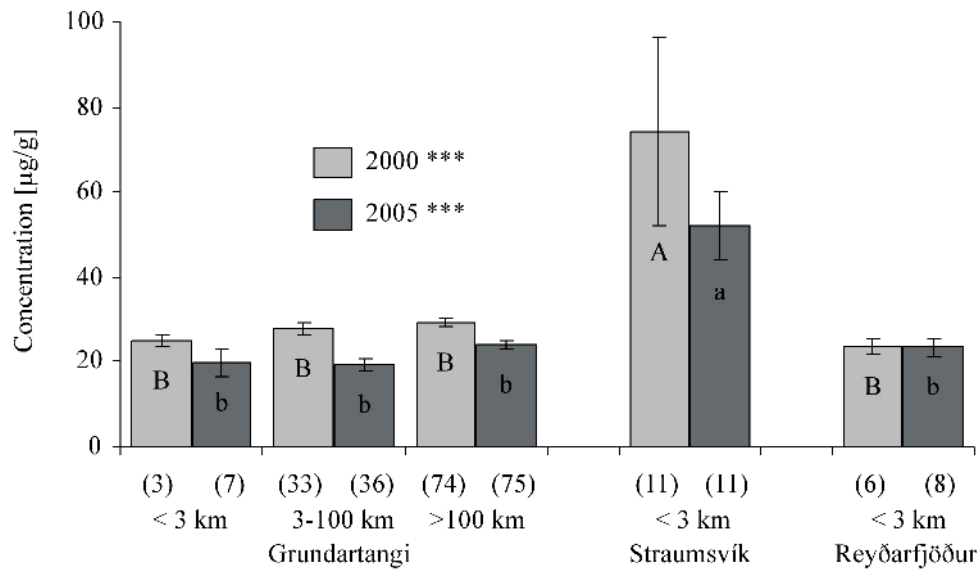 100
80
60
40
20
0
Concentration [µg/g]
2000 ***
2005 ***
A
a
B
b
B
b
B
b
B
b
(3) (7) (33) (36) (74) (75) (11) (11) (6) (8)
< 3 km 3-100 km >100 km < 3 km < 3 km
Grundartangi Straumsvík Reyðarfjöður